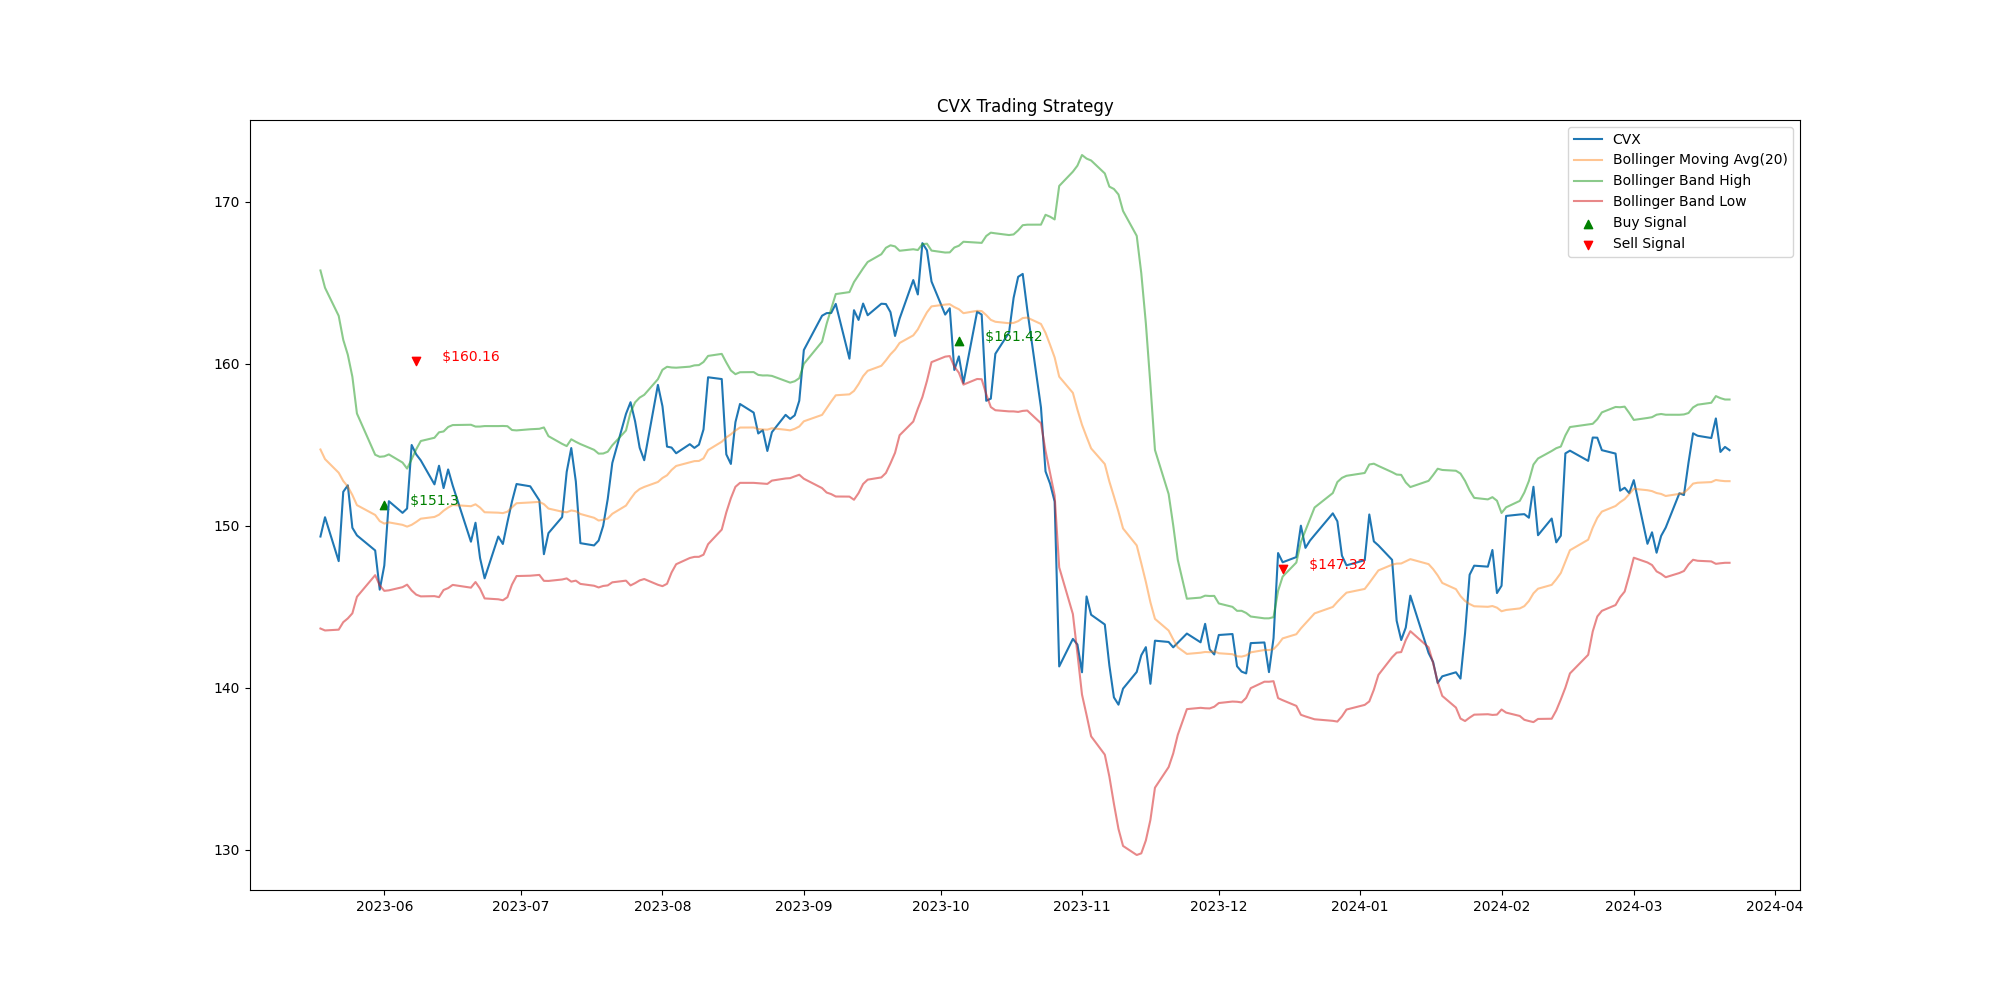 CVX Trading Strategy
CVX
Bollinger Moving Avg(20)
Bollinger Band High
Bollinger Band Low
Buy Signal
Sell Signal
170
160
150
140
130
$160.16
$151.3
$161.42
$147.32
2023-06 2023-07 2023-08 2023-09 2023-10 2023-11 2023-12 2024-01 2024-02 2024-03 2024-04